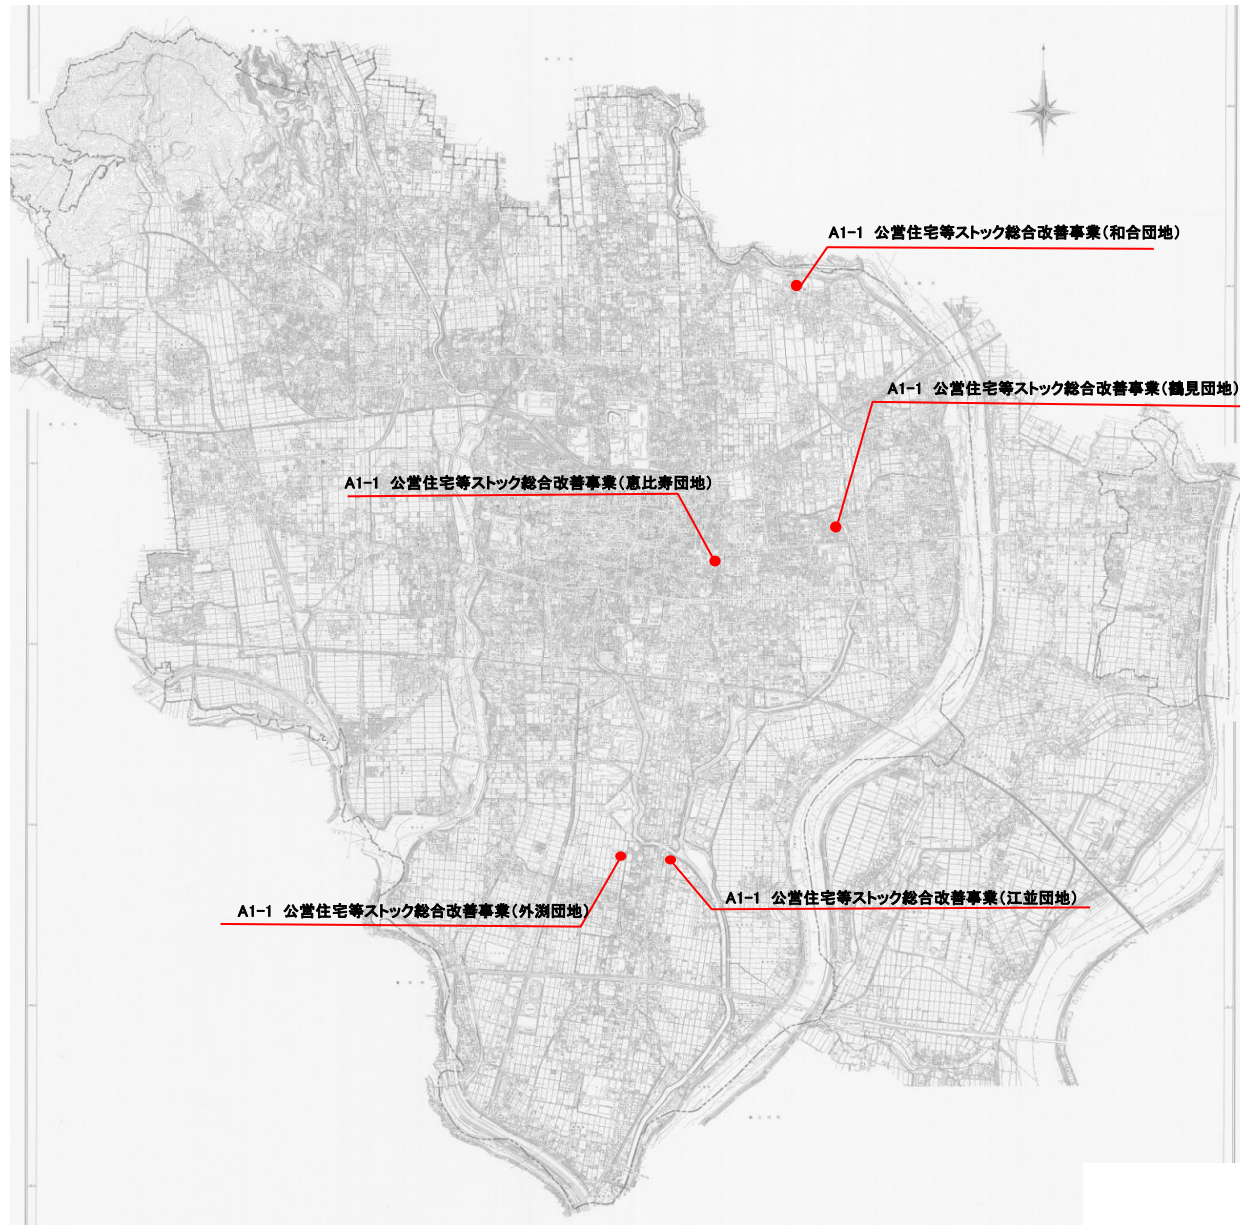 A1-1 公営住宅等ストック総合改善事業(和合団地)
A1-1 公営住宅等ストック総合改善事業(鶴見団地)
A1-1 公営住宅等ストック総合改善事業(恵比寿団地)
A1-1 公営住宅等ストック総合改善事業(江並団地)
A1-1 公営住宅等ストック総合改善事業(外渕団地)